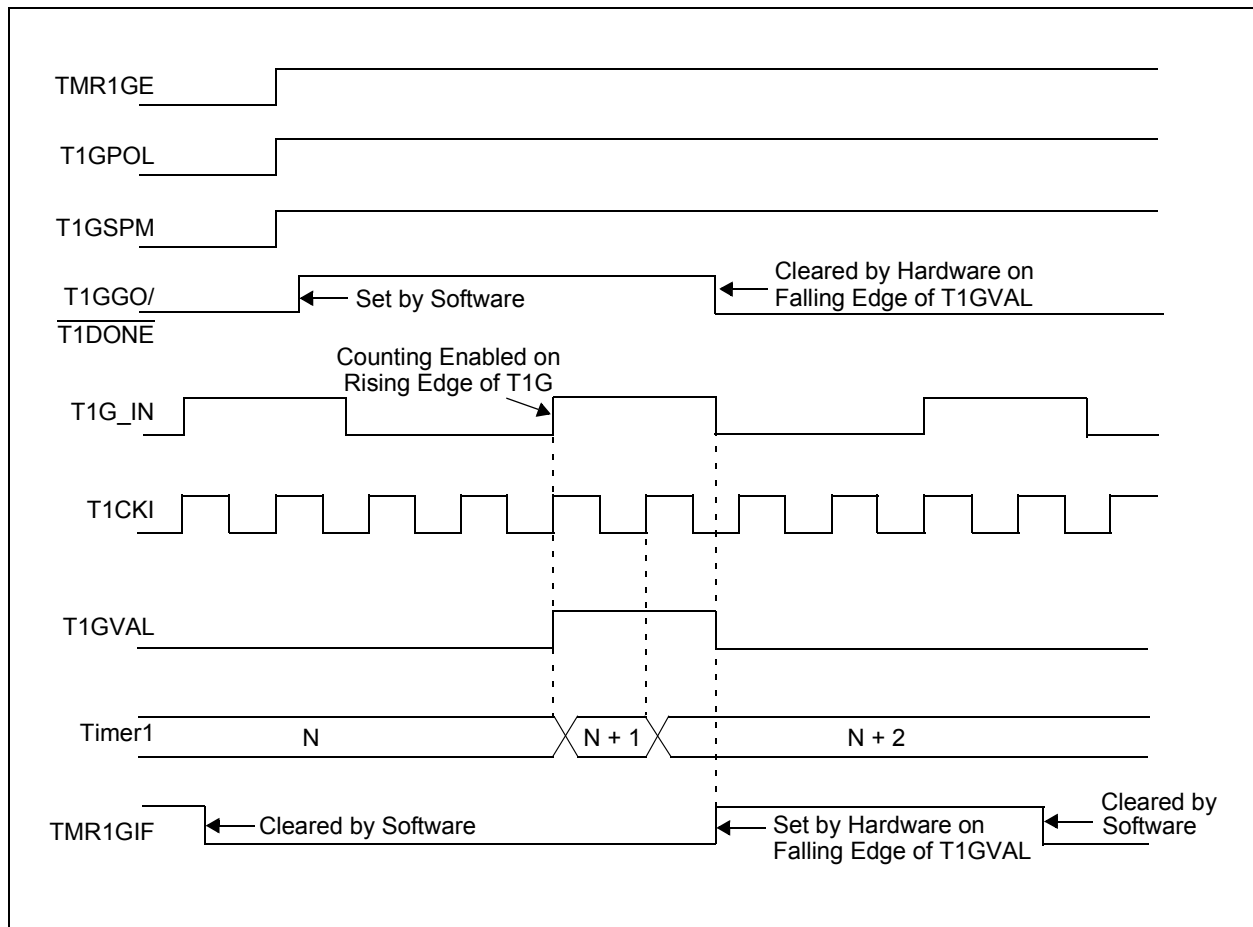 TMR1GE
T1GPOL
T1GSPM
T1GGO/
T1DONE
Set by Software
Cleared by Hardware on
Falling Edge of T1GVAL
Counting Enabled on
Rising Edge of T1G
T1G_IN
T1CKI
T1GVAL
Timer1
N
N + 1
N + 2
TMR1GIF
Cleared by Software
Set by Hardware on
Falling Edge of T1GVAL
Cleared by
Software